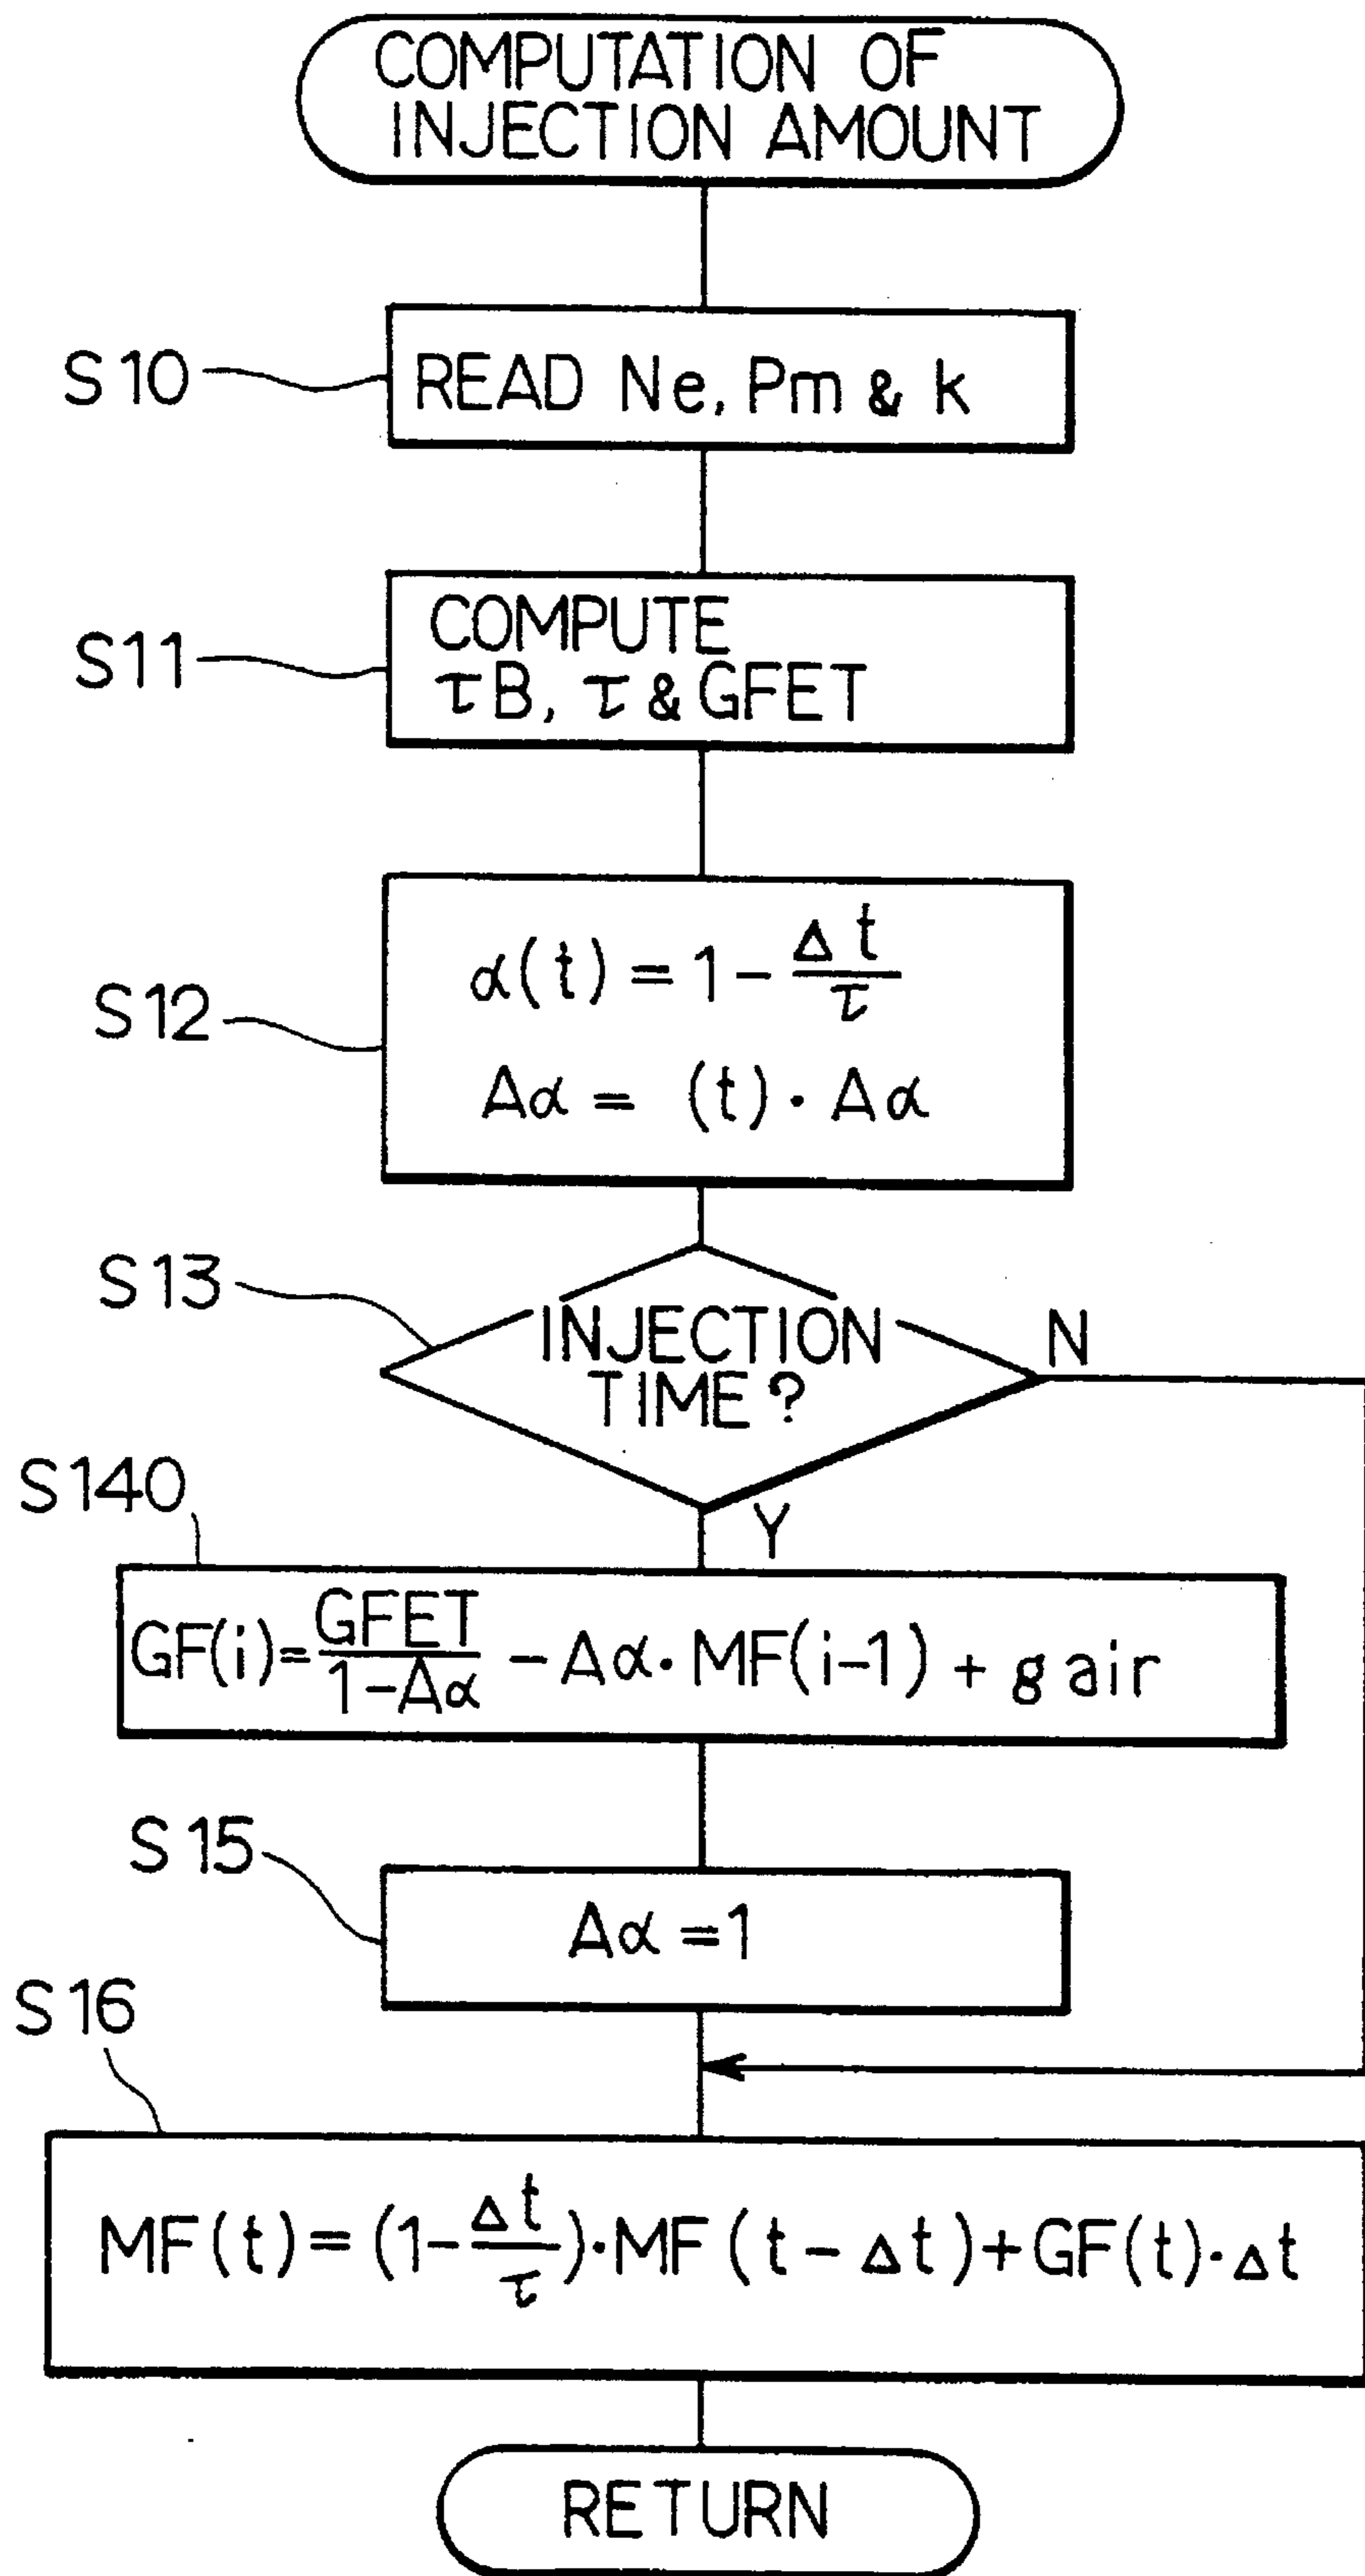 COMPUTATION OF
INJECTION AMOUNT
S10
READ Ne, Pm & k
S11
COMPUTE
τB, τ & GFET
S12
α(t) = 1 - Δt/τ
Aα = (t) · Aα
S13
INJECTION
TIME?
N
Y
S140
GF(i) = GFET/(1-Aα) - Aα · MF(i-1) + g air
S15
Aα = 1
S16
MF(t) = (1 - Δt/τ) · MF(t - Δt) + GF(t) · Δt
RETURN